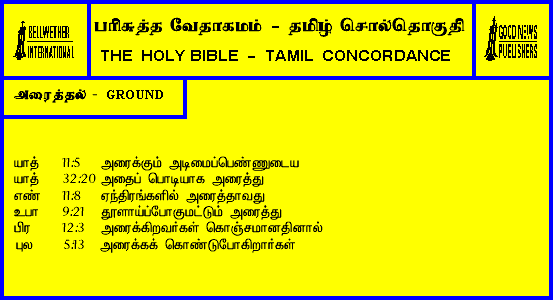 BELLWETHER
INTERNATIONAL
பரிசுத்த வேதாகமம் - தமிழ் சொல்தொகுதி
THE HOLY BIBLE - TAMIL CONCORDANCE
GOOD NEWS
PUBLISHERS
அரைத்தல் - GROUND
யாத் 11:5 அரைக்கும் அடிமைப்பெண்ணுடைய
யாத் 32:20 அதைப் பொடியாக அரைத்து
எண் 11:8 ஏந்திரங்களில் அரைத்தாவது
உபா 9:21 தூளாய்ப்போகுமட்டும் அரைத்து
பிர 12:3 அரைக்கிறவர்கள் கொஞ்சமானதினால்
புல 5:13 அரைக்கக் கொண்டுபோகிறார்கள்